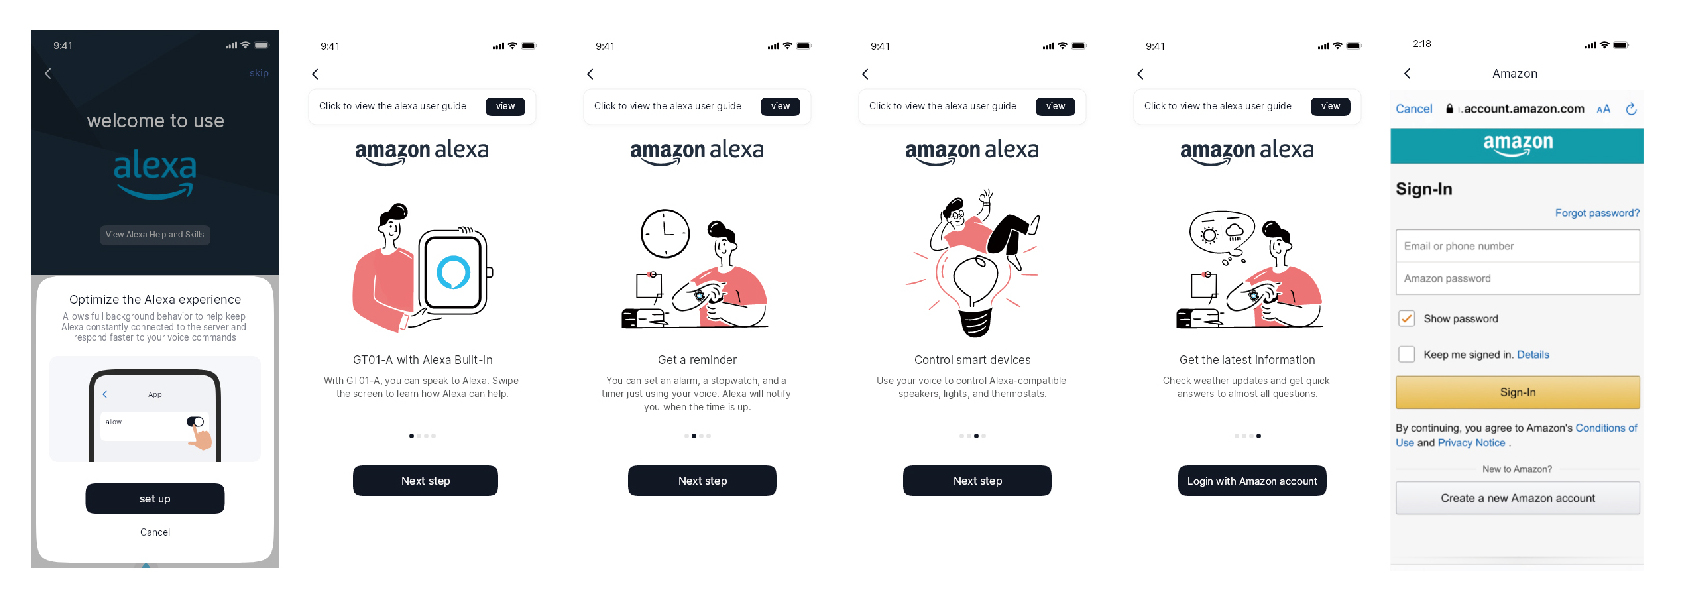 9:41
skip
welcome to use
alexa
View Alexa Help and Skills
Optimize the Alexa experience
Allows full background behavior to help keep
Alexa constantly connected to the server and
respond faster to your voice commands
App
allow
set up
Cancel
9:41
Click to view the alexa user guide
view
amazon alexa
GT01-A with Alexa Built-in
With GT01-A, you can speak to Alexa. Swipe
the screen to learn how Alexa can help.
Next step
9:41
Click to view the alexa user guide
view
amazon alexa
Get a reminder
You can set an alarm, a stopwatch, and a
timer just using your voice. Alexa will notify
you when the time is up.
Next step
9:41
Click to view the alexa user guide
view
amazon alexa
Control smart devices
Use your voice to control Alexa-compatible
speakers, lights, and thermostats.
Next step
9:41
Click to view the alexa user guide
view
amazon alexa
Get the latest information
Check weather updates and get quick
answers to almost all questions.
Login with Amazon account
2:18
Amazon
Cancel
.account.amazon.com
AA
amazon
Sign-In
Forgot password?
Email or phone number
Amazon password
Show password
Keep me signed in. Details
Sign-In
By continuing, you agree to Amazon's Conditions of
Use and Privacy Notice .
New to Amazon?
Create a new Amazon account